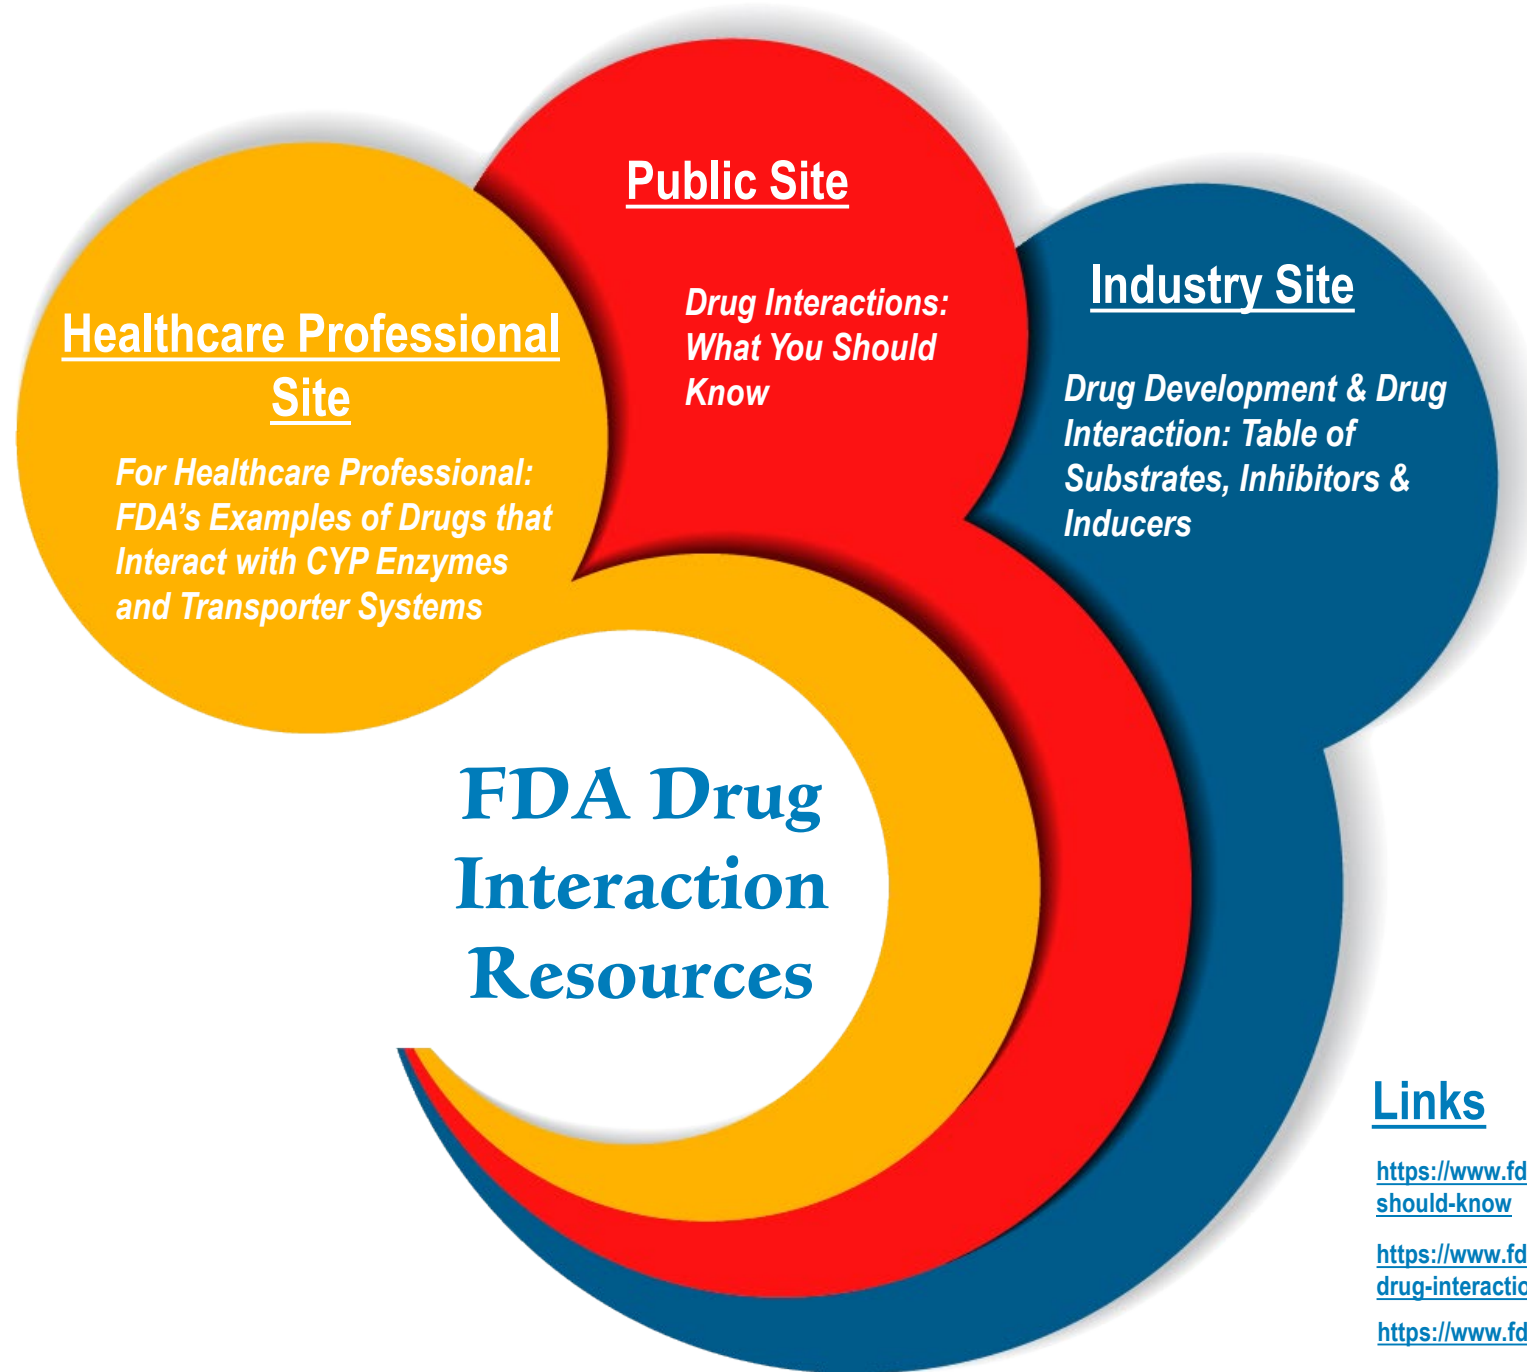 Public Site
Drug Interactions:
What You Should
Know
Healthcare Professional
Site
For Healthcare Professional:
FDA’s Examples of Drugs that
Interact with CYP Enzymes
and Transporter Systems
Industry Site
Drug Development & Drug
Interaction: Table of
Substrates, Inhibitors &
Inducers
FDA Drug
Interaction
Resources
Links
https://www.fd
should-know
https://www.fd
drug-interactio
https://www.fd